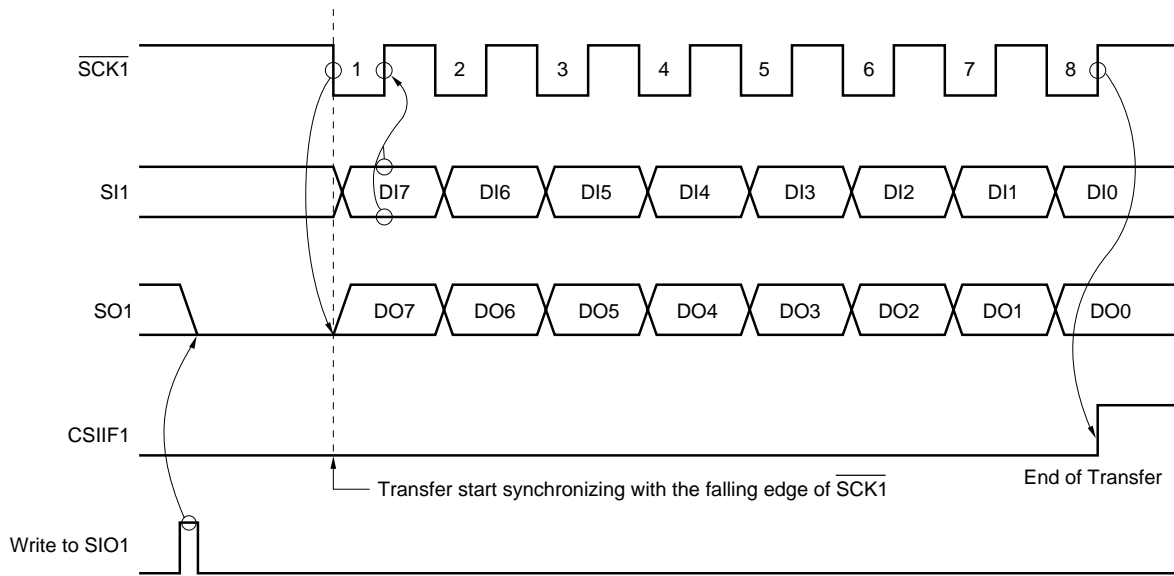 SCK1
1 2 3 4 5 6 7 8
SI1
DI7 DI6 DI5 DI4 DI3 DI2 DI1 DI0
SO1
DO7 DO6 DO5 DO4 DO3 DO2 DO1 DO0
CSIIF1
End of Transfer
Transfer start synchronizing with the falling edge of SCK1
Write to SIO1